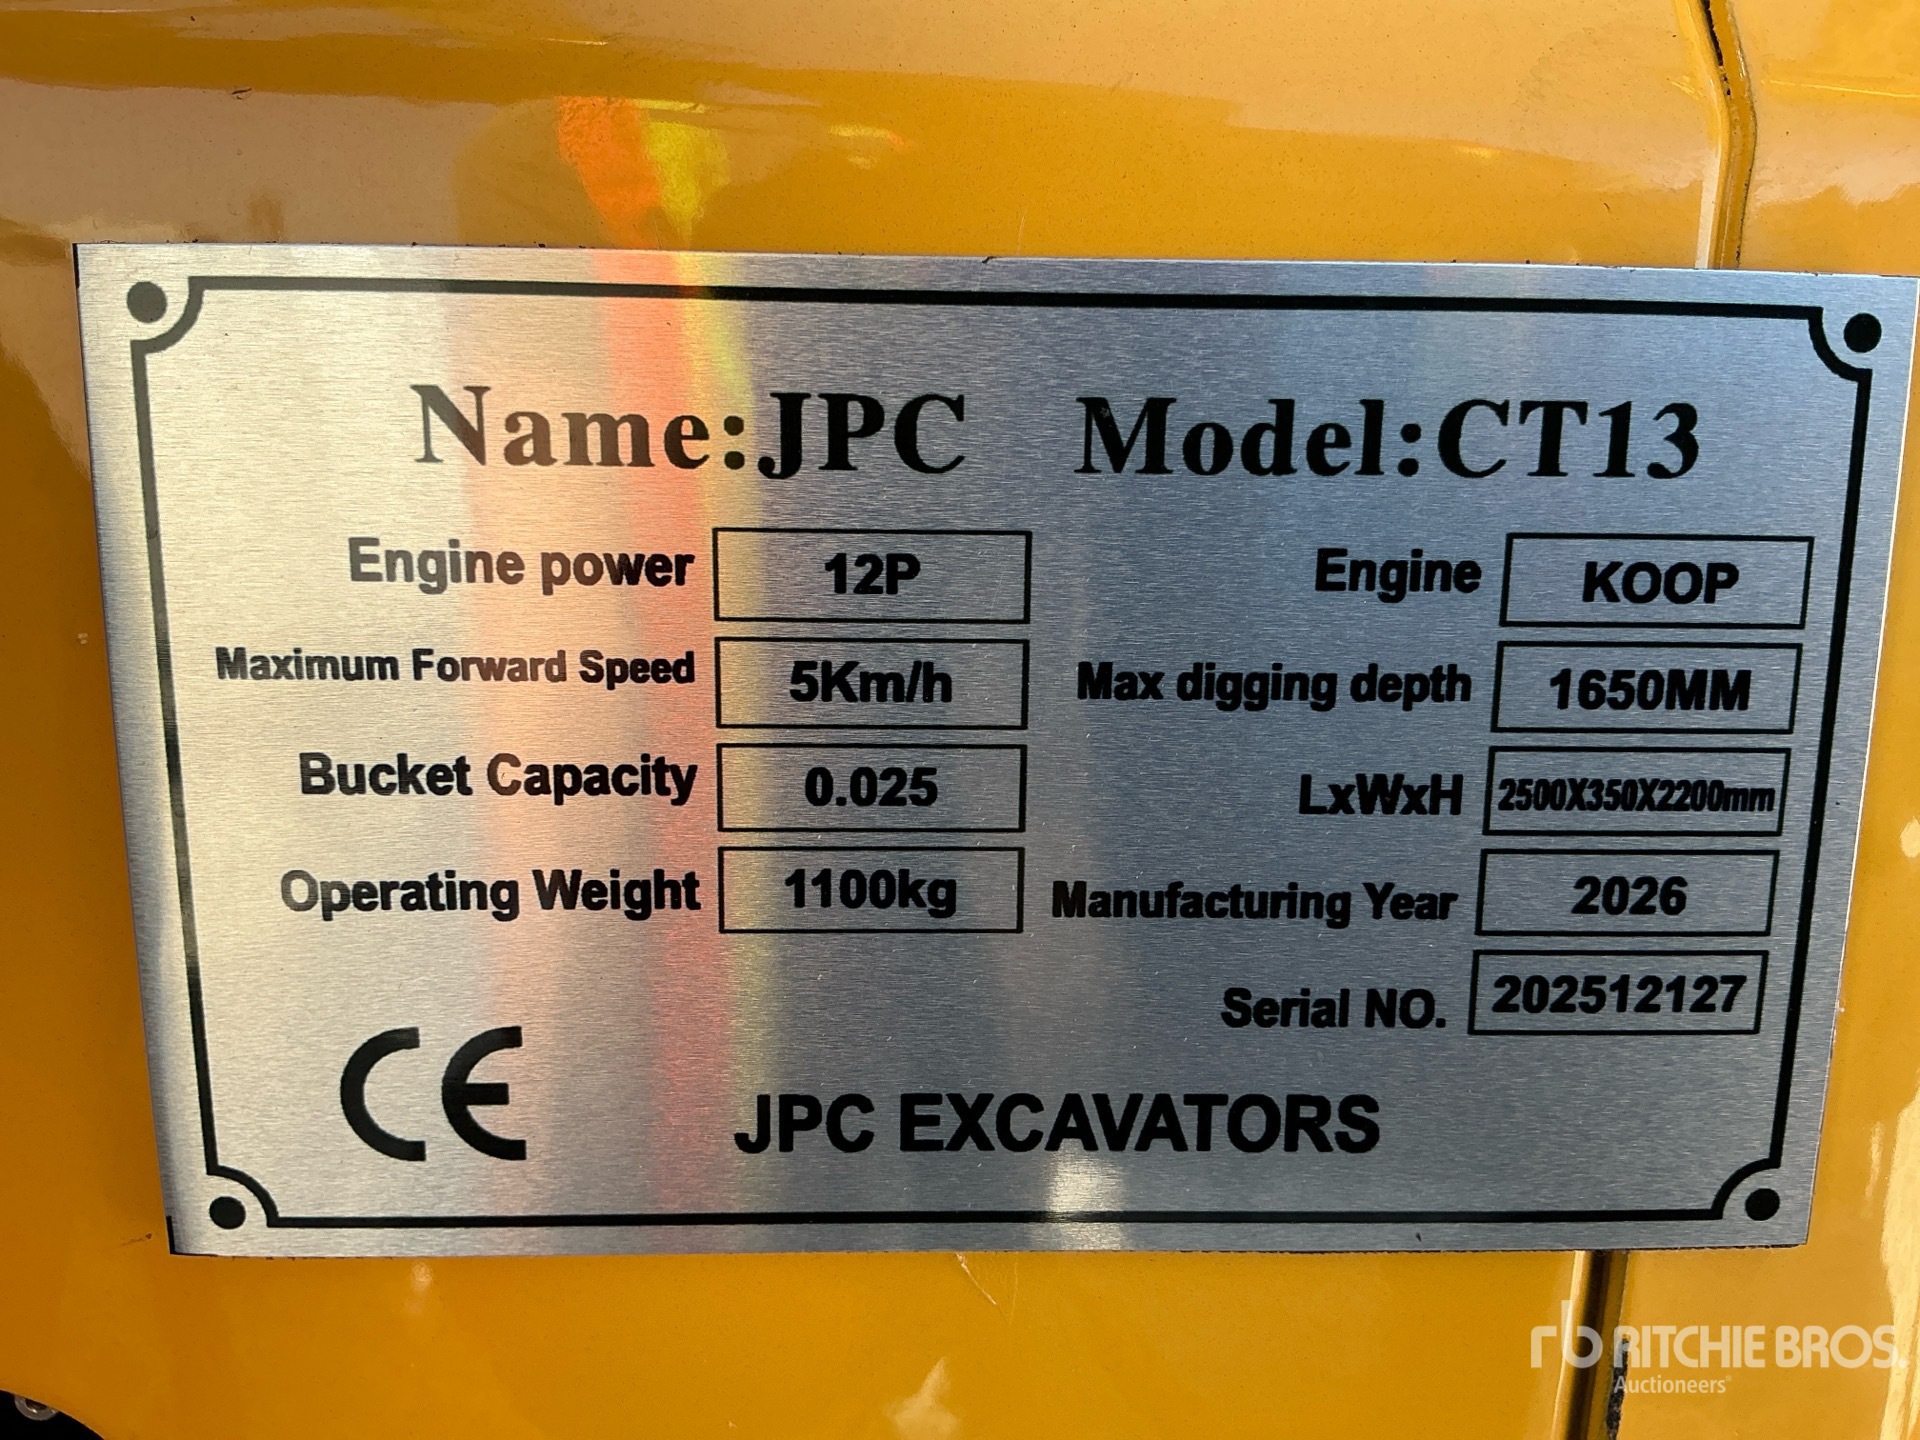 Name:JPC Model:CT13
Engine power 12P Engine KOOP
Maximum Forward Speed 5Km/h Max digging depth 1650MM
Bucket Capacity 0.025 LxWxH 2500X350X2200mm
Operating Weight 1100kg Manufacturing Year 2026
Serial NO. 202512127
CE JPC EXCAVATORS
rb RITCHIE BROS.
Auctioneers